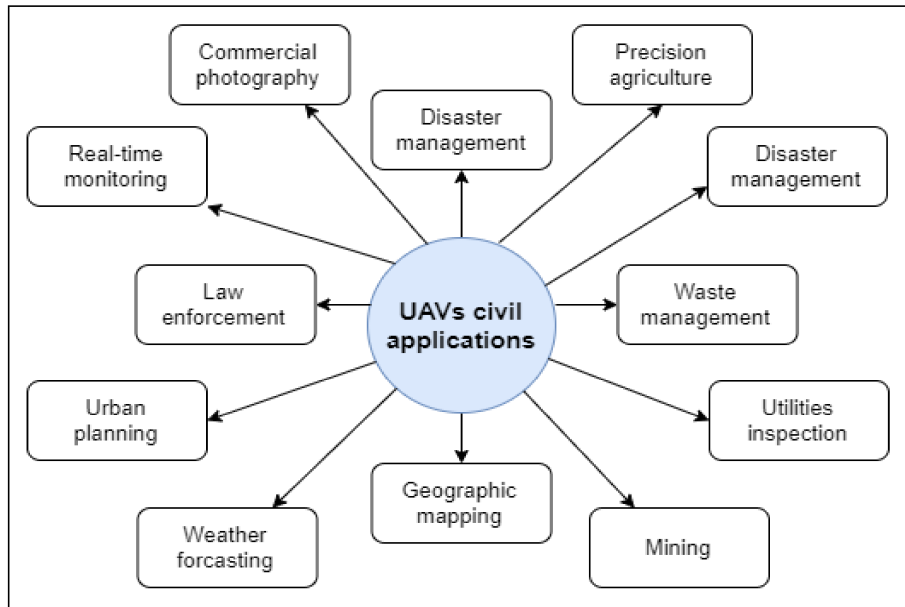 Commercial
photography
Precision
agriculture
Disaster
management
Real-time
monitoring
Disaster
management
Law
enforcement
UAVs civil
applications
Waste
management
Urban
planning
Utilities
inspection
Geographic
mapping
Weather
forcasting
Mining